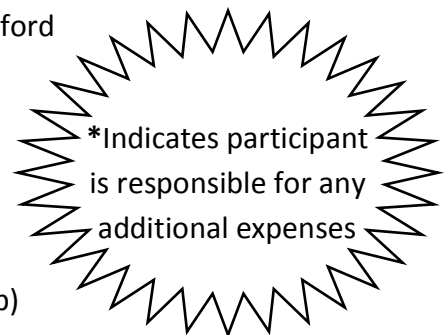 ford
*Indicates participant
is responsible for any
additional expenses
)